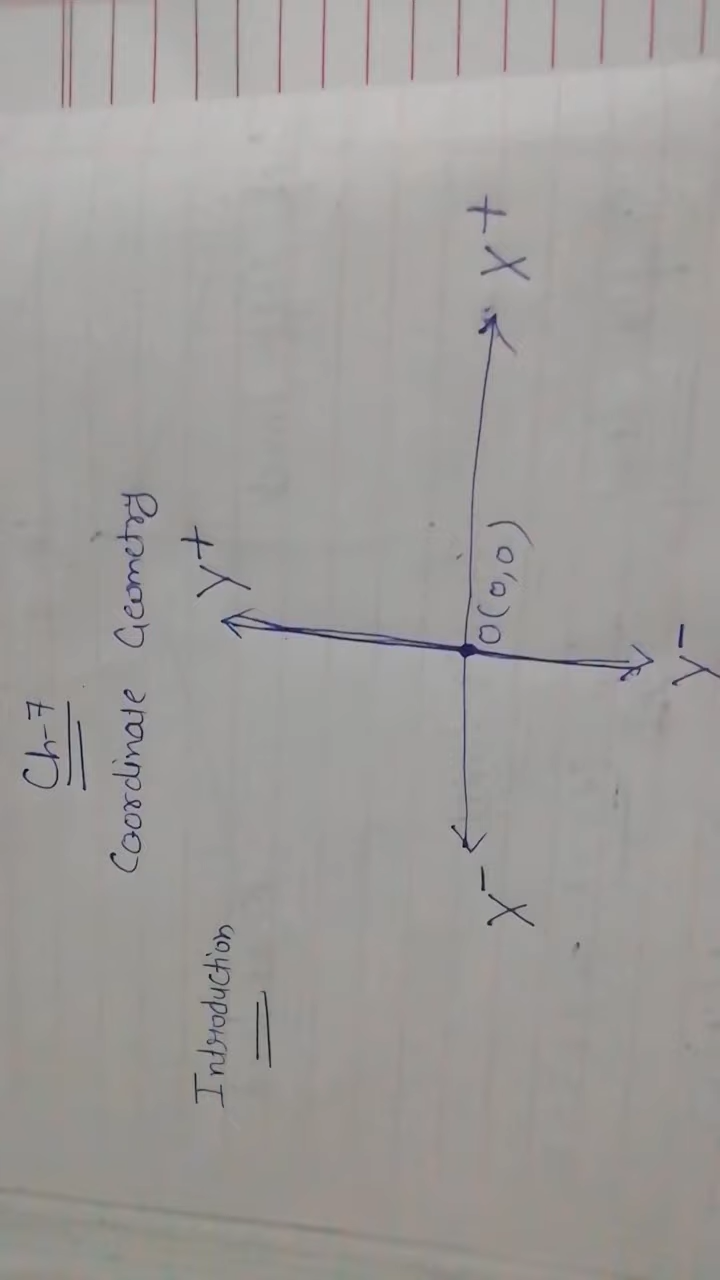 Ch-7
Coordinate Geometry
Introduction
Y+
X- X+
O(0,0)
Y-